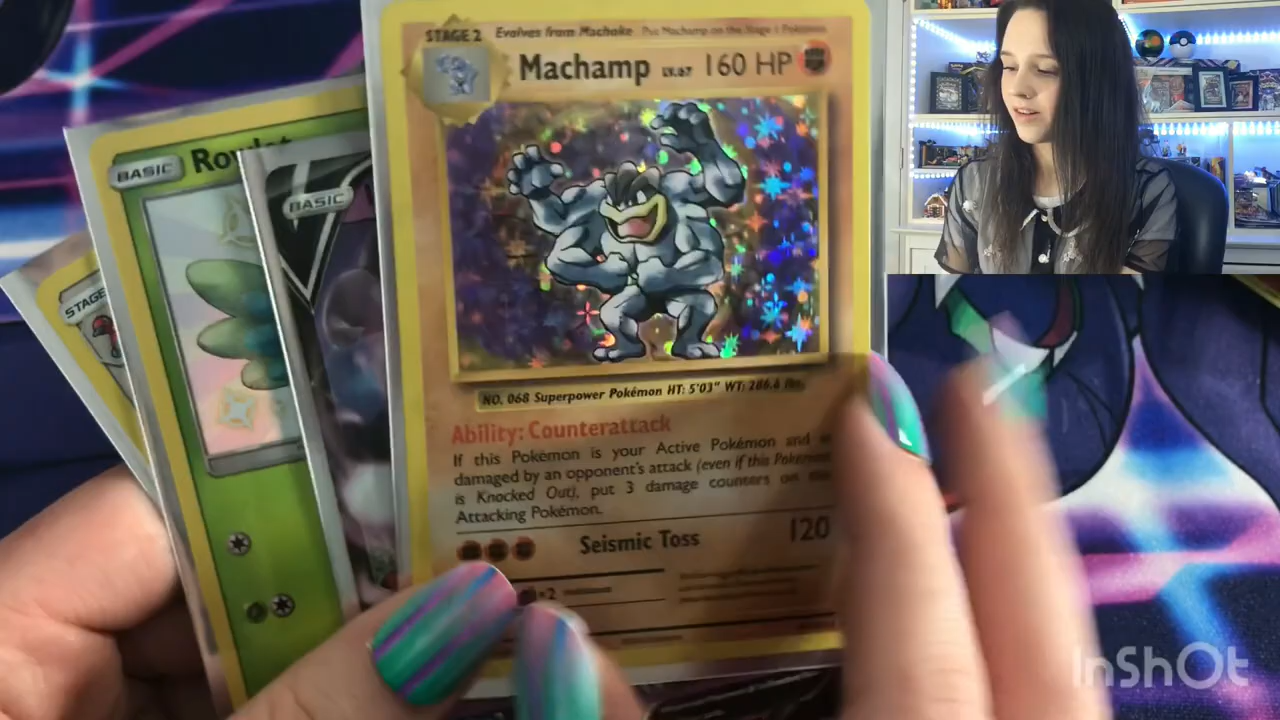 STAGE 2 Evolves from Machoke Put Machamp on the Stage 1 Pokémon
Machamp LV.67 160 HP
BASIC
BASIC
STAGE
NO. 068 Superpower Pokémon HT: 5'03" WT: 286.6 lbs.
Ability: Counterattack
If this Pokémon is your Active Pokémon and is
damaged by an opponent's attack (even if this Pokémon
is Knocked Out), put 3 damage counters on the
Attacking Pokémon.
Seismic Toss 120
×2
InShOt